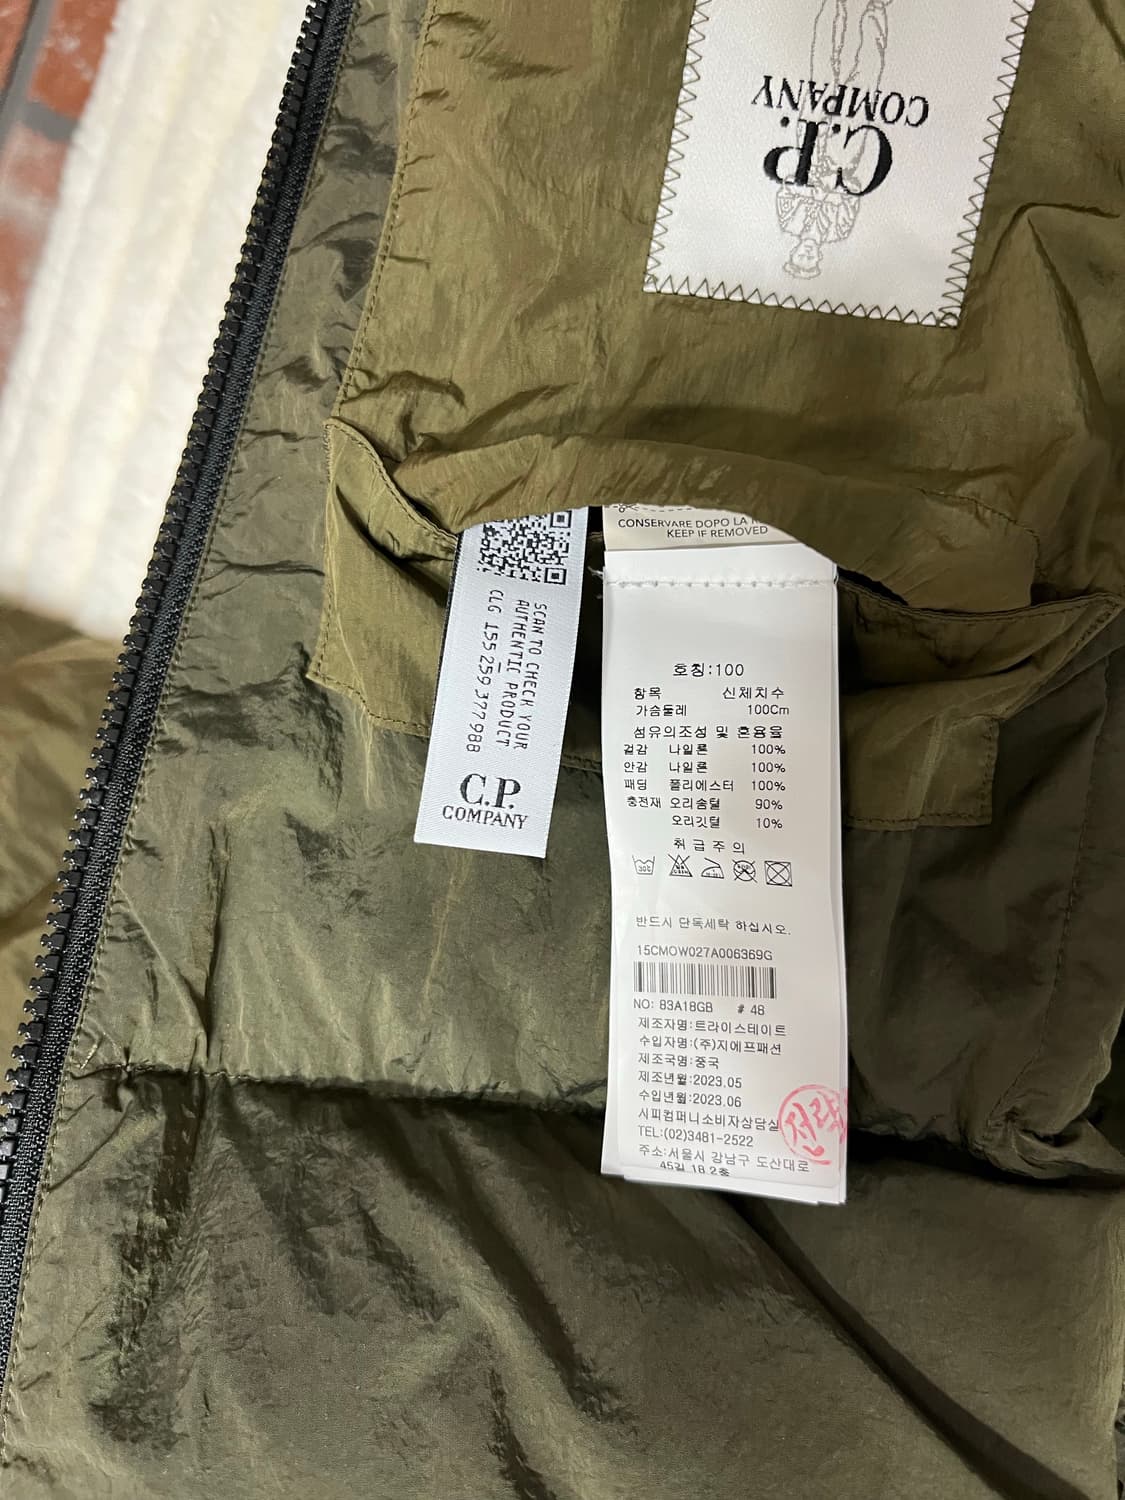 C.P.
COMPANY
CONSERVARE DOPO LA
KEEP IF REMOVED
SCAN TO CHECK YOUR
AUTHENTIC PRODUCT
CLG 155_259 377988
C.P.
COMPANY
호칭:100
항목 신체치수
가슴둘레 100Cm
섬유의조성 및 혼용율
겉감 나일론 100%
안감 나일론 100%
패딩 폴리에스터 100%
충전재 오리솜털 90%
오리깃털 10%
취급주의
반드시 단독세탁 하십시오.
15CMOW027A006369G
NO: 83A18GB # 48
제조자명:트라이스테이트
수입자명:(주)지에프패션
제조국명:중국
제조년월:2023.05
수입년월:2023.06
시피컴퍼니소비자상담실
TEL:(02)3481-2522
주소:서울시 강남구 도산대로
45길 18 2층